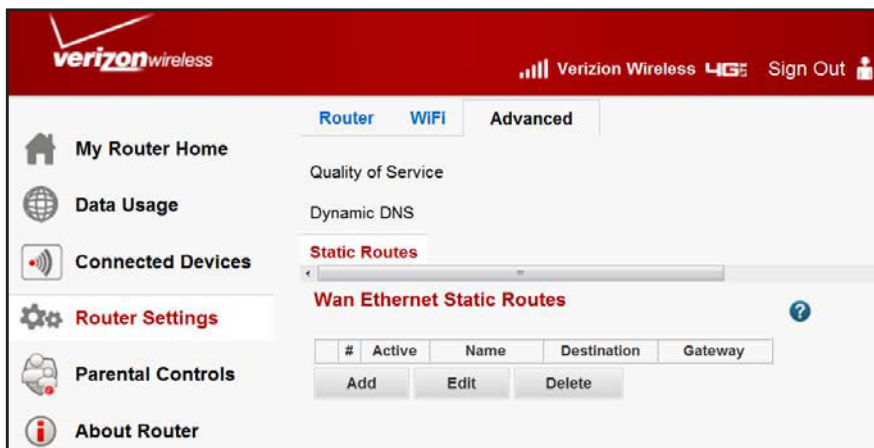 verizonwireless
Verizion Wireless 4GLTE Sign Out
Router WiFi Advanced
My Router Home
Quality of Service
Data Usage
Dynamic DNS
Static Routes
Connected Devices
Wan Ethernet Static Routes
?
Router Settings
# Active Name Destination Gateway
Add Edit Delete
Parental Controls
About Router